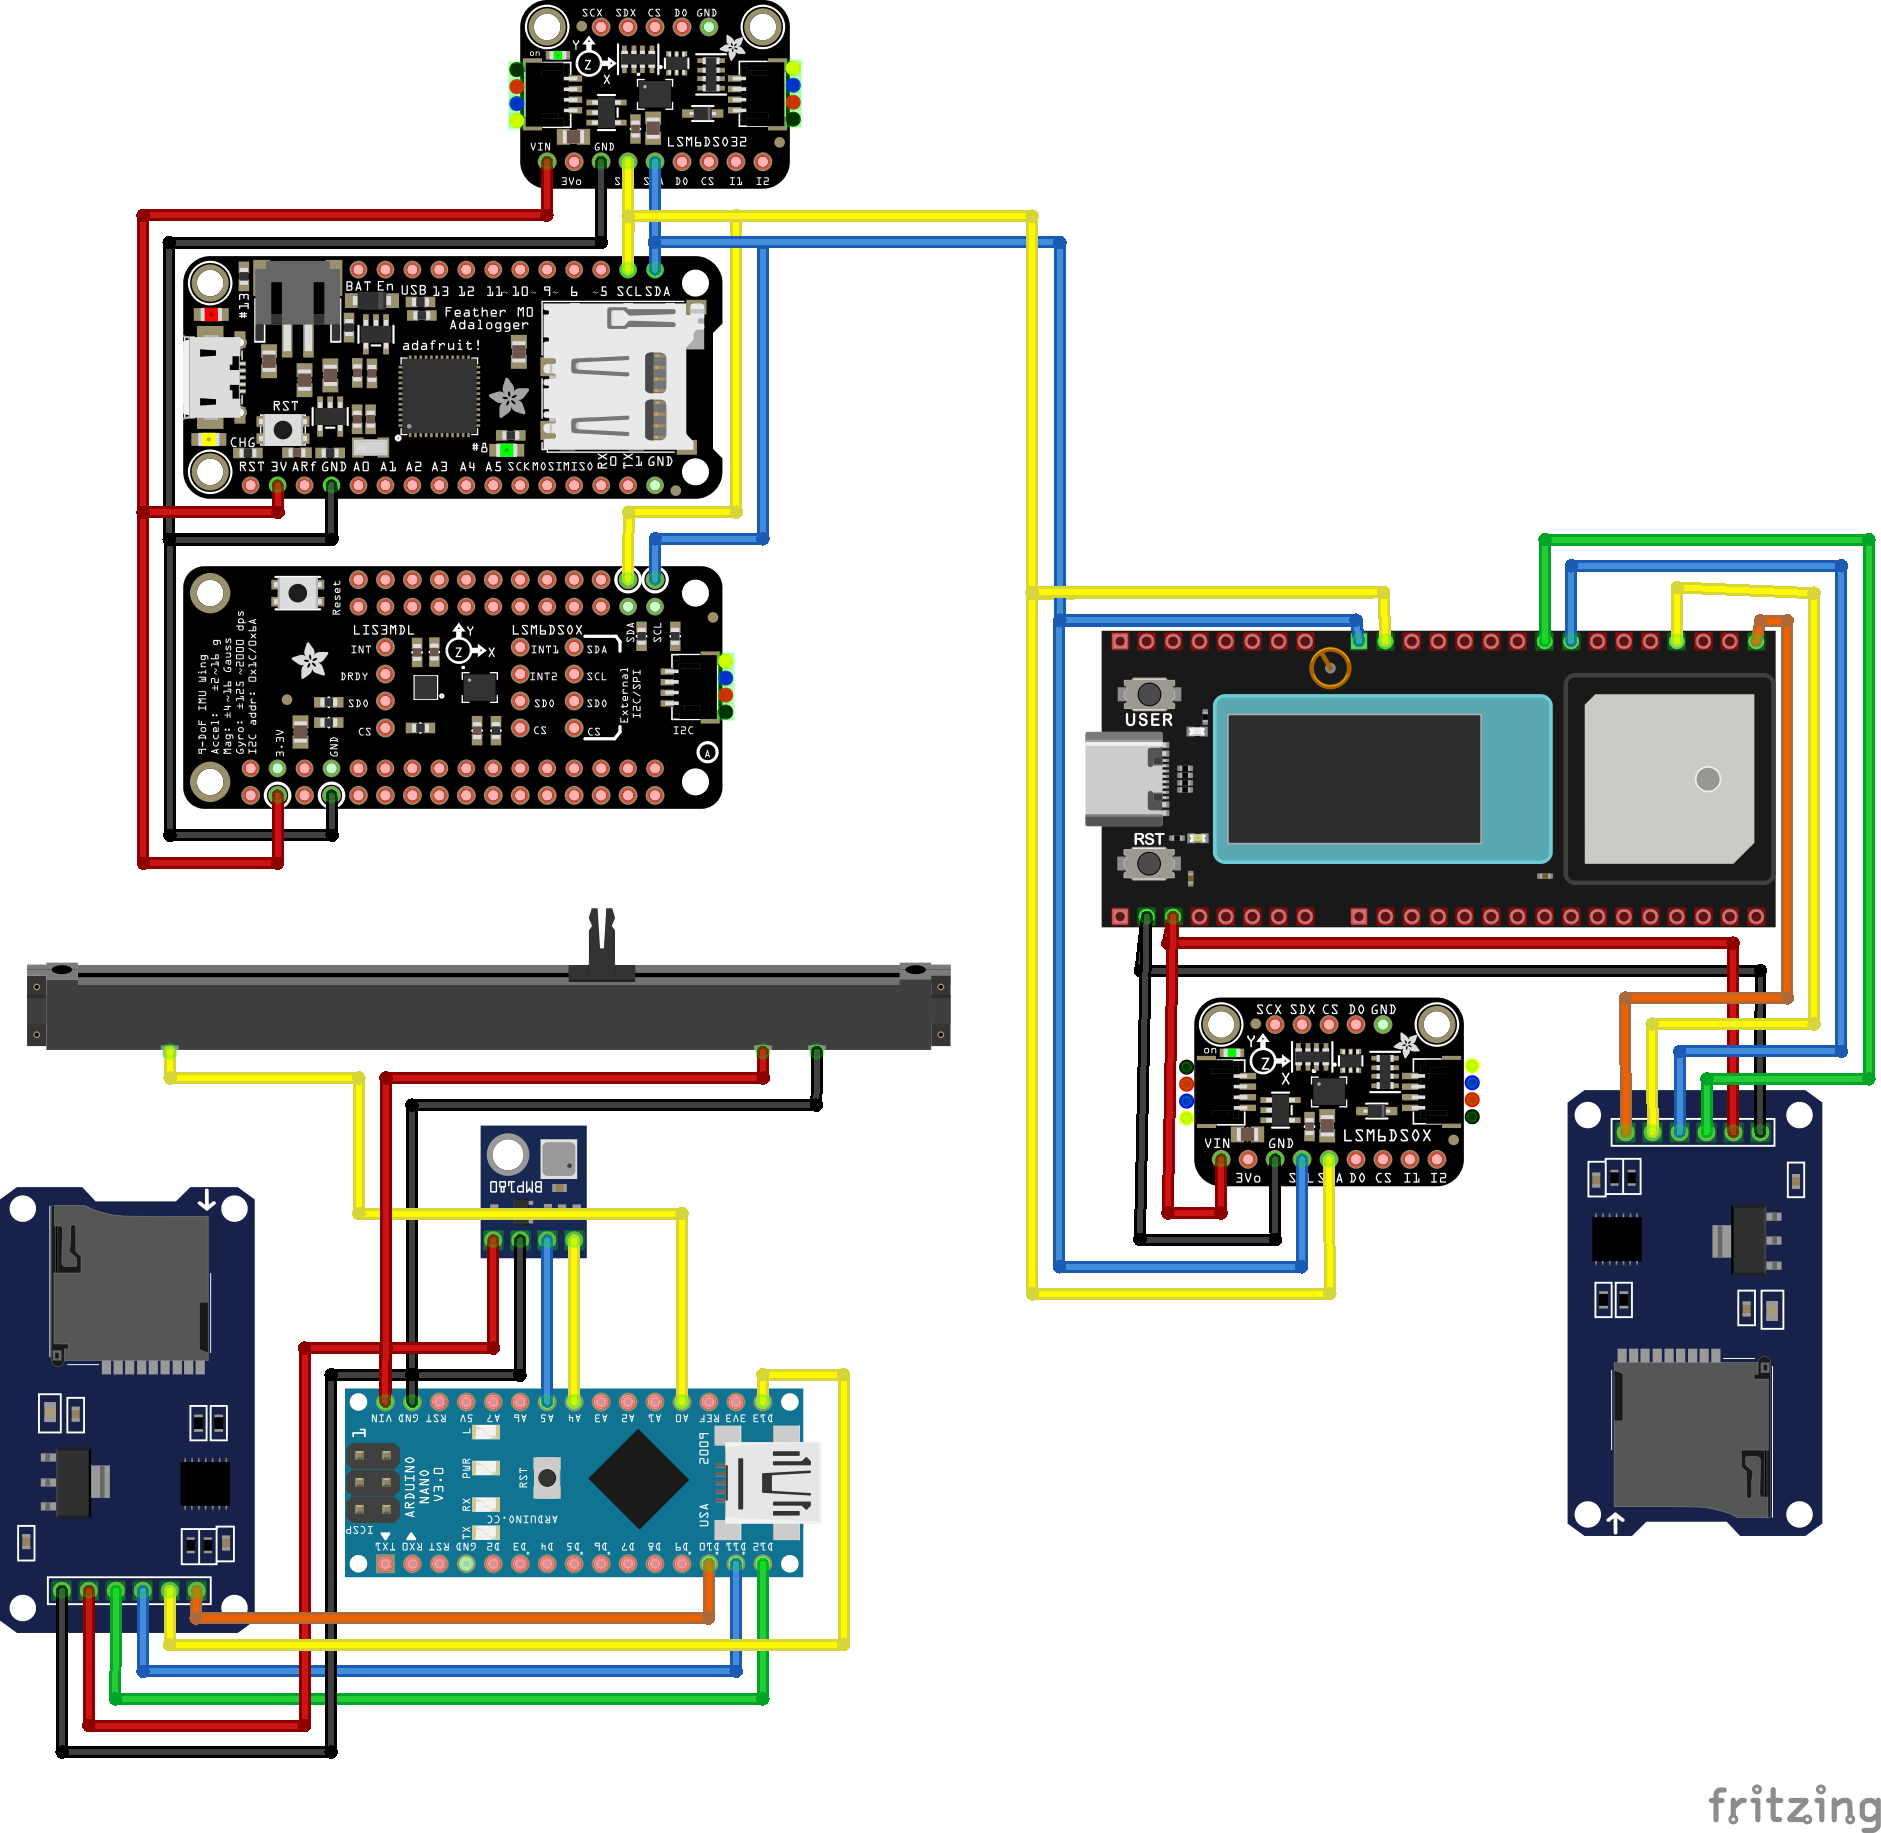 SCX SDX CS DO GND
on
Y
Z
X
LSM6DSO32
VIN GND
3Vo DO CS I1 I2
BAT En USB 13 12 11~ 10~ 9~ 6 ~5 SCL SDA
#13
Feather M0
Adalogger
adafruit!
RST
CHG
#8
RX TX
RST 3V ARf GND A0 A1 A2 A3 A4 A5 SCK MOSI MISO 0 1 GND
Reset
LIS3MDL
Y
Z
X
LSM6DSOX
SDA
SCL
INT
DRDY
SDO
CS
INT1
INT2
SDO
CS
SDA
SCL
SDO
CS
External
I2C/SPI
I2C
A
9-DoF IMU Wing
Accel: ±2~16 g
Mag: ±4~16 Gauss
Gyro: ±125 ~2000 dps
I2C addr: 0x1C/0x6A
3.3V
GND
USER
RST
SCX SDX CS DO GND
on
Y
Z
X
LSM6DSOX
VIN GND
3Vo DO CS I1 I2
BMP180
VIN GND RST 5V A7 A6 A5 A4 A3 A2 A1 A0 REF 3V3 D13
1
L
PWR
RX
TX
RST
ARDUINO
NANO
V3.0
ARDUINO.CC
ICSP
USA
TX1 RX0 RST GND D2 D3 D4 D5 D6 D7 D8 D9 D10 D11 D12
fritzing